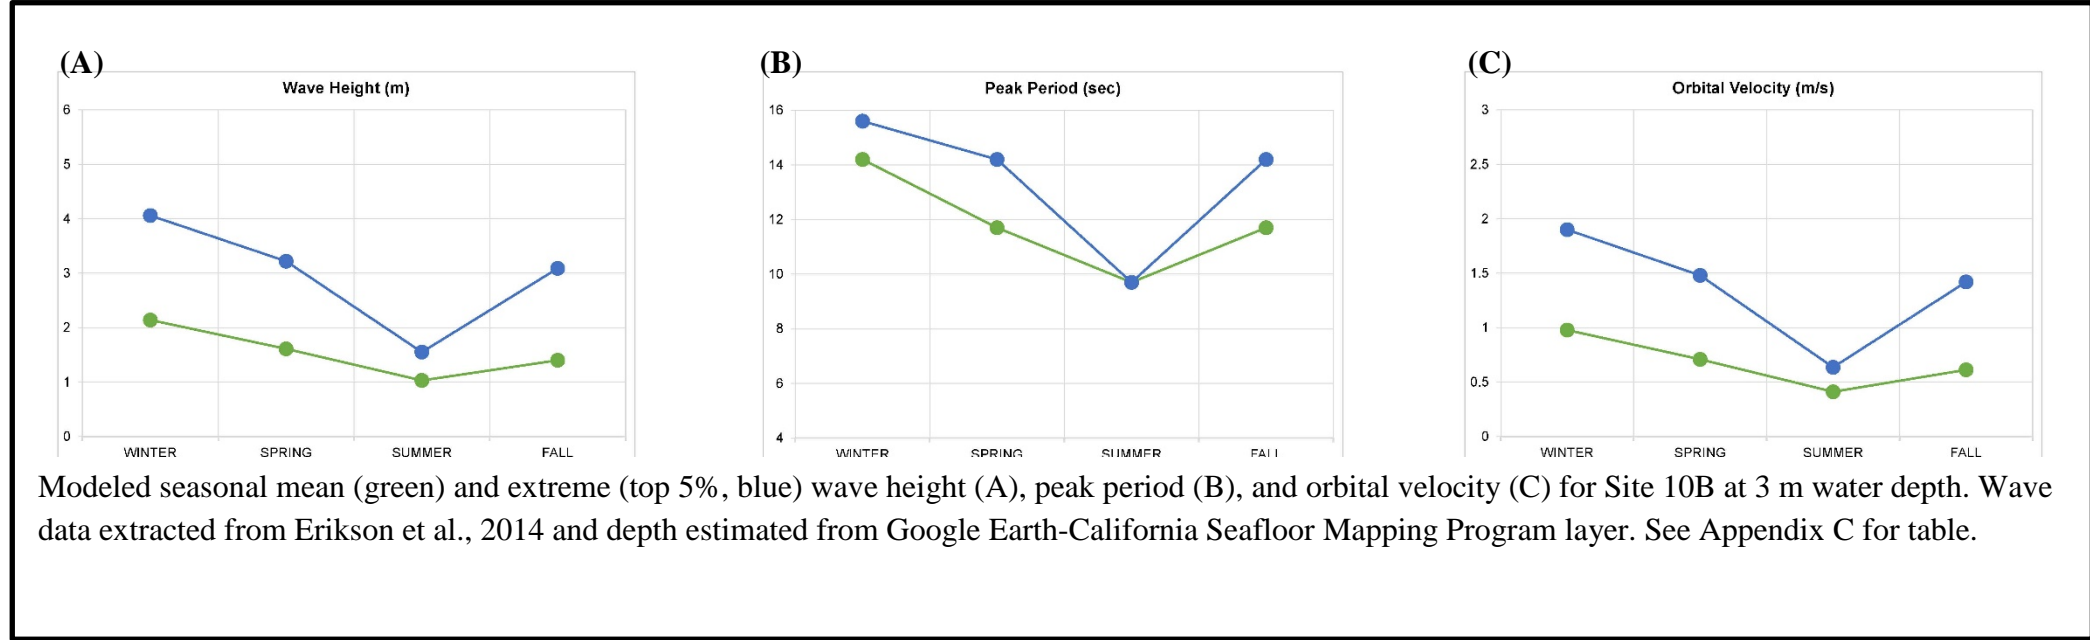 (A)
Wave Height (m)
6
5
4
3
2
1
0
WINTER SPRING SUMMER FALL
(B)
Peak Period (sec)
16
14
12
10
8
6
4
WINTER SPRING SUMMER FALL
(C)
Orbital Velocity (m/s)
3
2.5
2
1.5
1
0.5
0
WINTER SPRING SUMMER FALL
Modeled seasonal mean (green) and extreme (top 5%, blue) wave height (A), peak period (B), and orbital velocity (C) for Site 10B at 3 m water depth. Wave
data extracted from Erikson et al., 2014 and depth estimated from Google Earth-California Seafloor Mapping Program layer. See Appendix C for table.